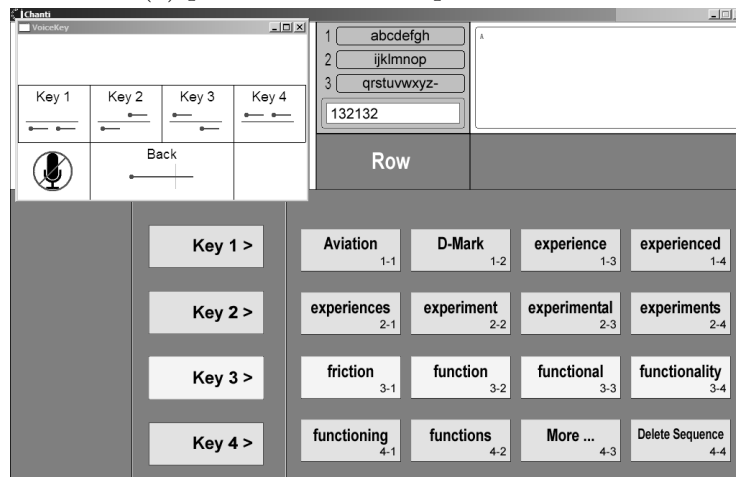 Chanti
VoiceKey
Key 1 Key 2 Key 3 Key 4
Back
1 abcdefgh
2 ijklmnop
3 qrstuvwxyz-
132132
A
Row
Key 1 > Aviation 1-1 D-Mark 1-2 experience 1-3 experienced 1-4
Key 2 > experiences 2-1 experiment 2-2 experimental 2-3 experiments 2-4
Key 3 > friction 3-1 function 3-2 functional 3-3 functionality 3-4
Key 4 > functioning 4-1 functions 4-2 More ... 4-3 Delete Sequence 4-4